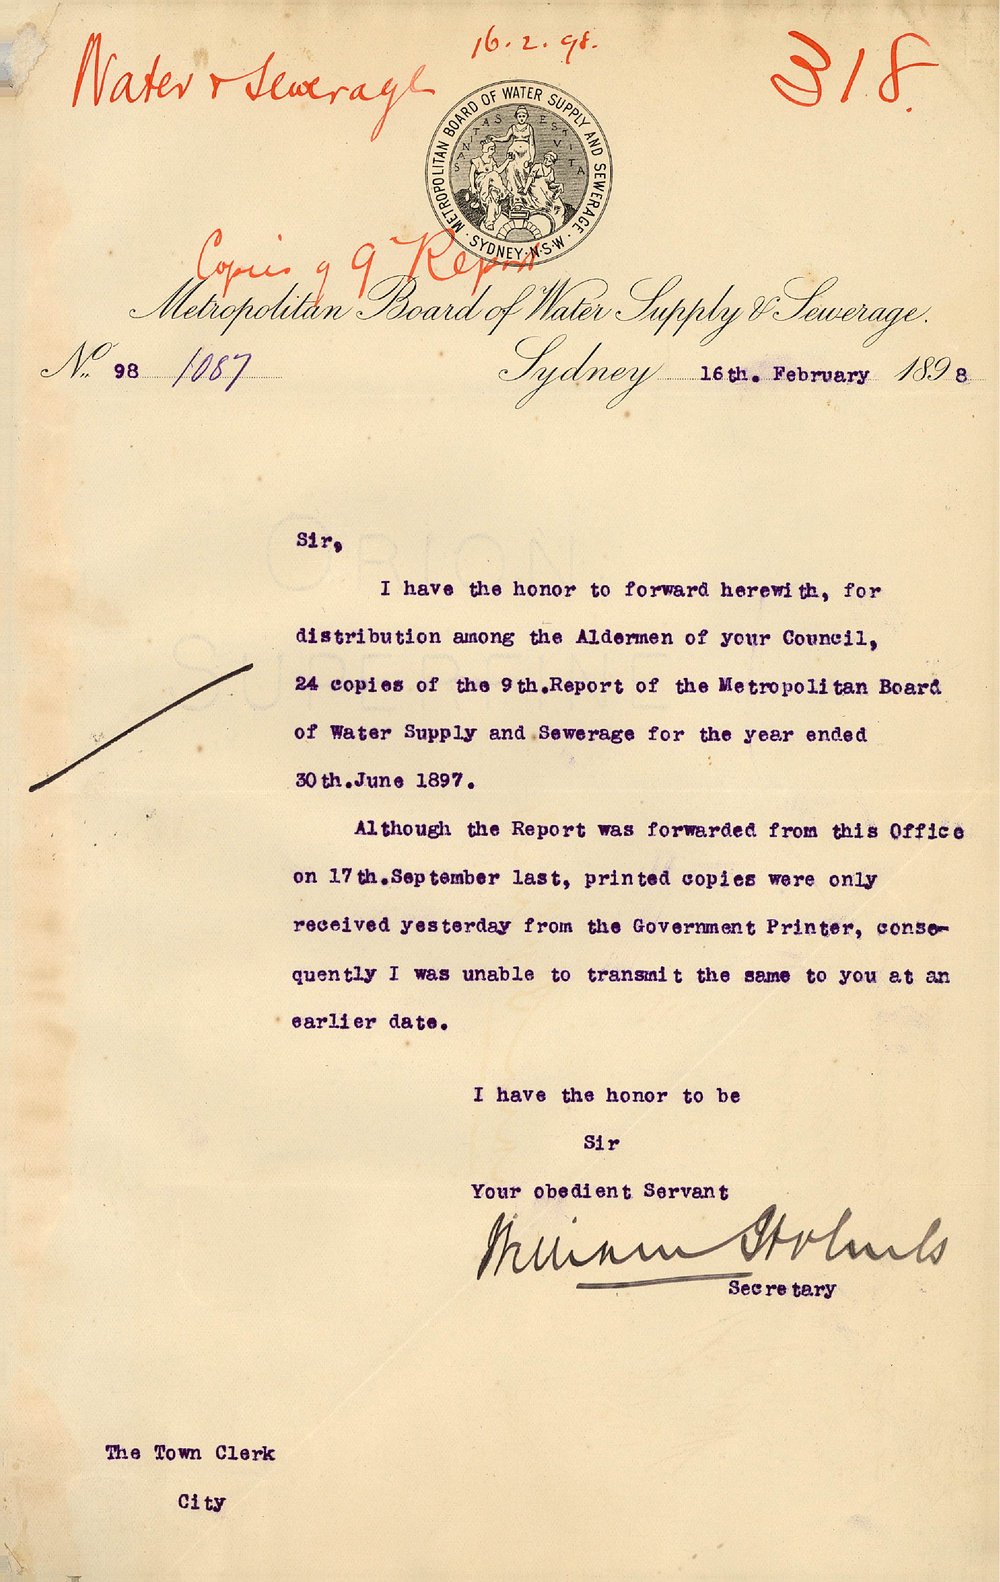 16.2.98.
Water & Sewerage
318.
METROPOLITAN BOARD OF WATER SUPPLY AND SEWERAGE
SANITAS EST VITA
SYDNEY·N·S·W·
Copies of 9 Report
Metropolitan Board of Water Supply & Sewerage.
No. 98 1087
Sydney 16th. February 1898
Sir,
I have the honor to forward herewith, for
distribution among the Aldermen of your Council,
24 copies of the 9th.Report of the Metropolitan Board
of Water Supply and Sewerage for the year ended
30th.June 1897.
Although the Report was forwarded from this Office
on 17th.September last, printed copies were only
received yesterday from the Government Printer, conse-
quently I was unable to transmit the same to you at an
earlier date.
I have the honor to be
Sir
Your obedient Servant
William Holmes
Secretary
The Town Clerk
City